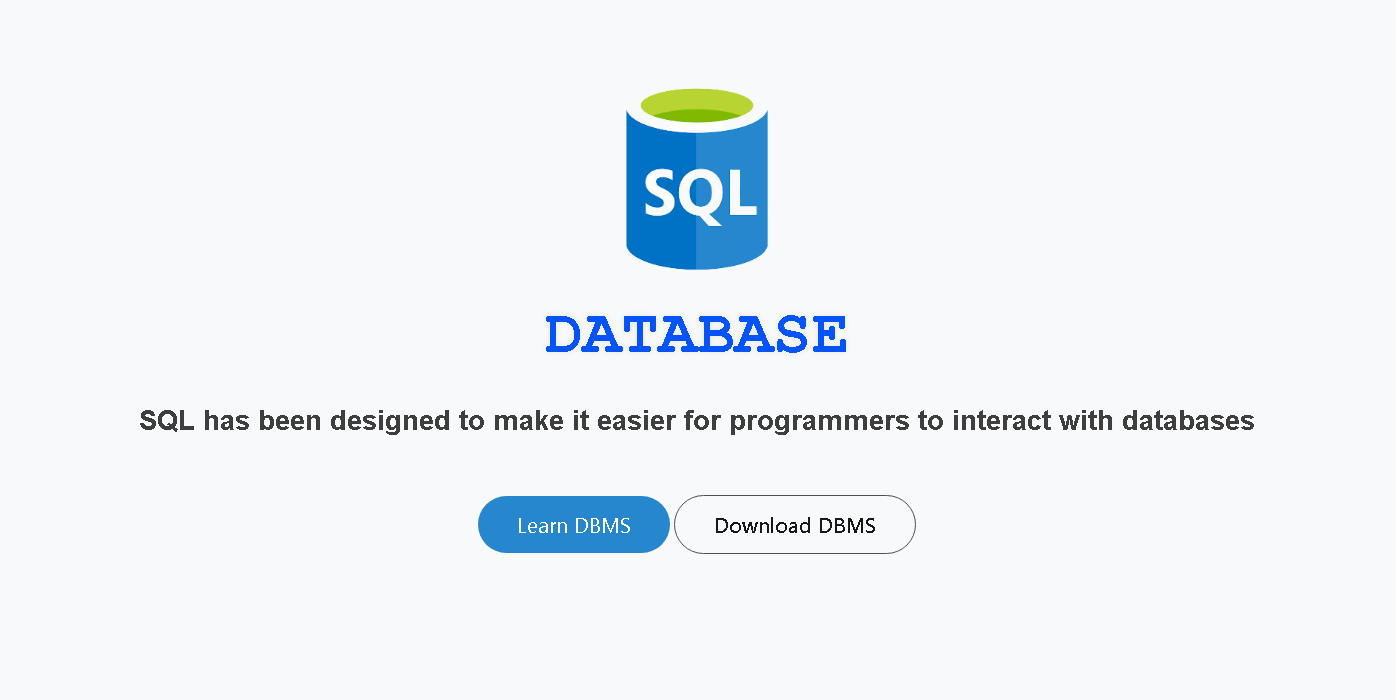 SQL
DATABASE
SQL has been designed to make it easier for programmers to interact with databases
Learn DBMS Download DBMS